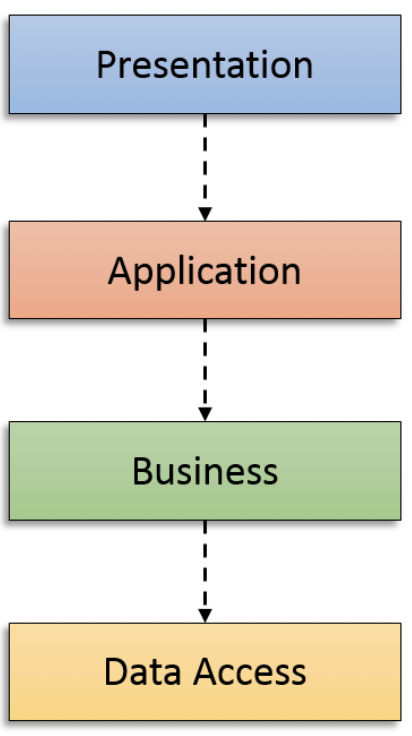 Presentation
Application
Business
Data Access